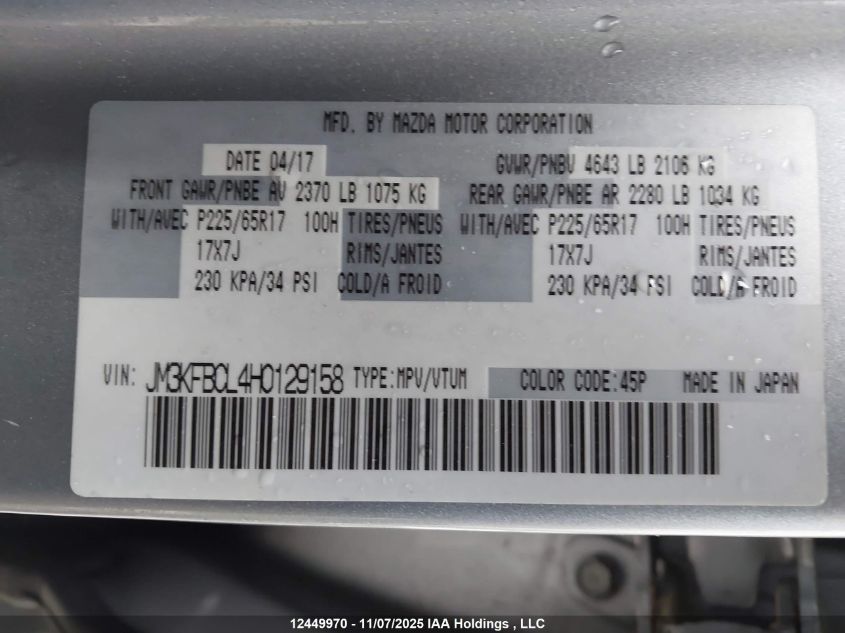 MFD. BY MAZDA MOTOR CORPORATION
DATE 04/17 GVWR/PNBV 4643 LB 2106 KG
FRONT GAWR/PNBE AV 2370 LB 1075 KG REAR GAWR/PNBE AR 2280 LB 1034 KG
WITH/AVEC P225/65R17 100H TIRES/PNEUS WITH/AVEC P225/65R17 100H TIRES/PNEUS
17X7J RIMS/JANTES 17X7J RIMS/JANTES
230 KPA/34 PSI COLD/A FROID 230 KPA/34 PSI COLD/A FROID
VIN: JM3KFBCL4H0129158 TYPE:MPV/VTUM COLOR CODE:45P MADE IN JAPAN
12449970 - 11/07/2025 IAA Holdings , LLC